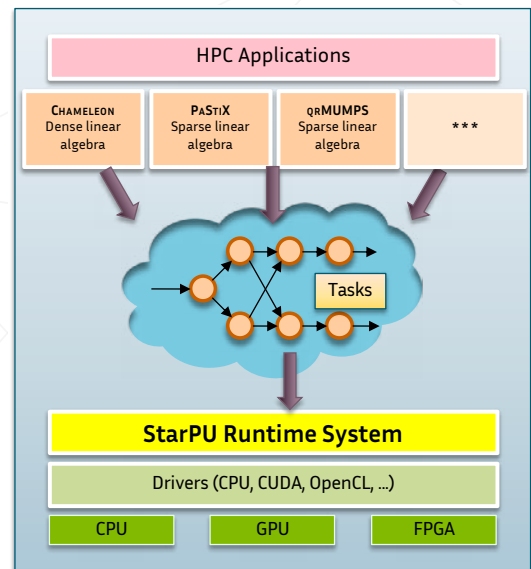 HPC Applications
CHAMELEON
Dense linear
algebra
PASTIX
Sparse linear
algebra
QRMUMPS
Sparse linear
algebra
***
Tasks
StarPU Runtime System
Drivers (CPU, CUDA, OpenCL, ...)
CPU
GPU
FPGA